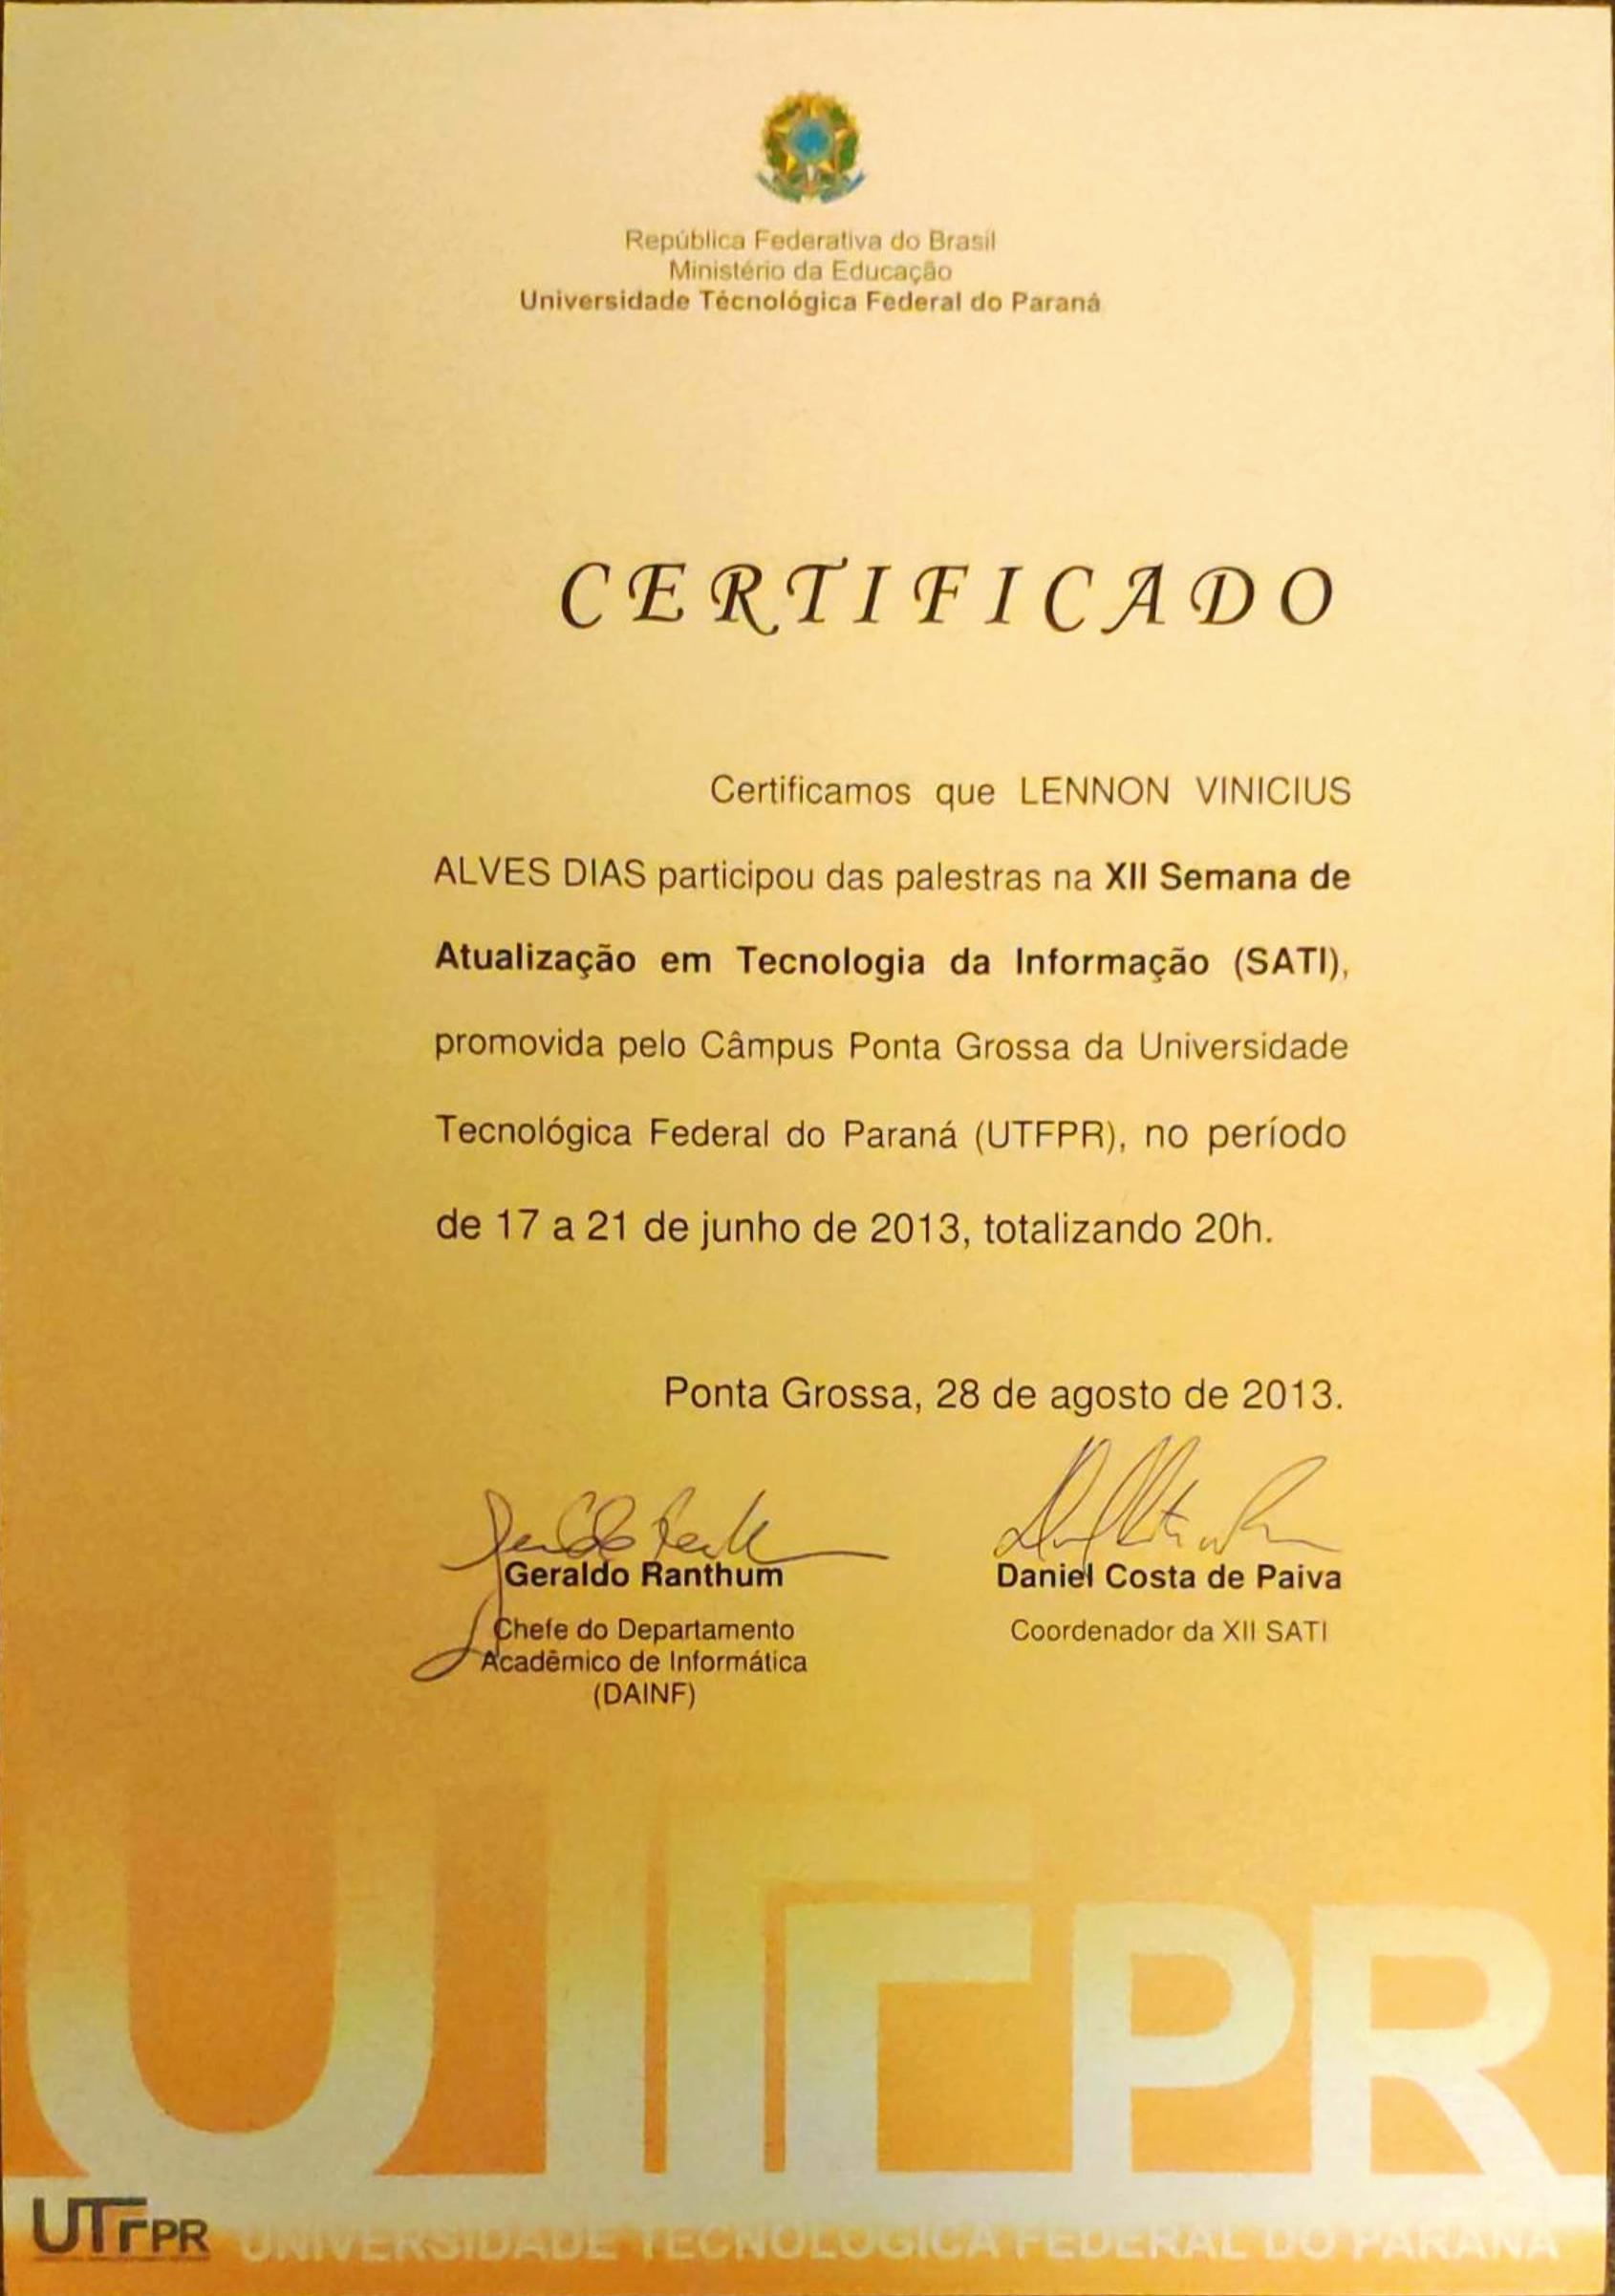 República Federativa do Brasil
Ministério da Educação
Universidade Tecnológica Federal do Paraná
CERTIFICADO
Certificamos que LENNON VINICIUS
ALVES DIAS participou das palestras na XII Semana de
Atualização em Tecnologia da Informação (SATI),
promovida pelo Câmpus Ponta Grossa da Universidade
Tecnológica Federal do Paraná (UTFPR), no período
de 17 a 21 de junho de 2013, totalizando 20h.
Ponta Grossa, 28 de agosto de 2013.
Geraldo Ranthum
Chefe do Departamento
Acadêmico de Informática
(DAINF)
Daniel Costa de Paiva
Coordenador da XII SATI
UTFPR
UTFPR
UNIVERSIDADE TECNOLÓGICA FEDERAL DO PARANÁ